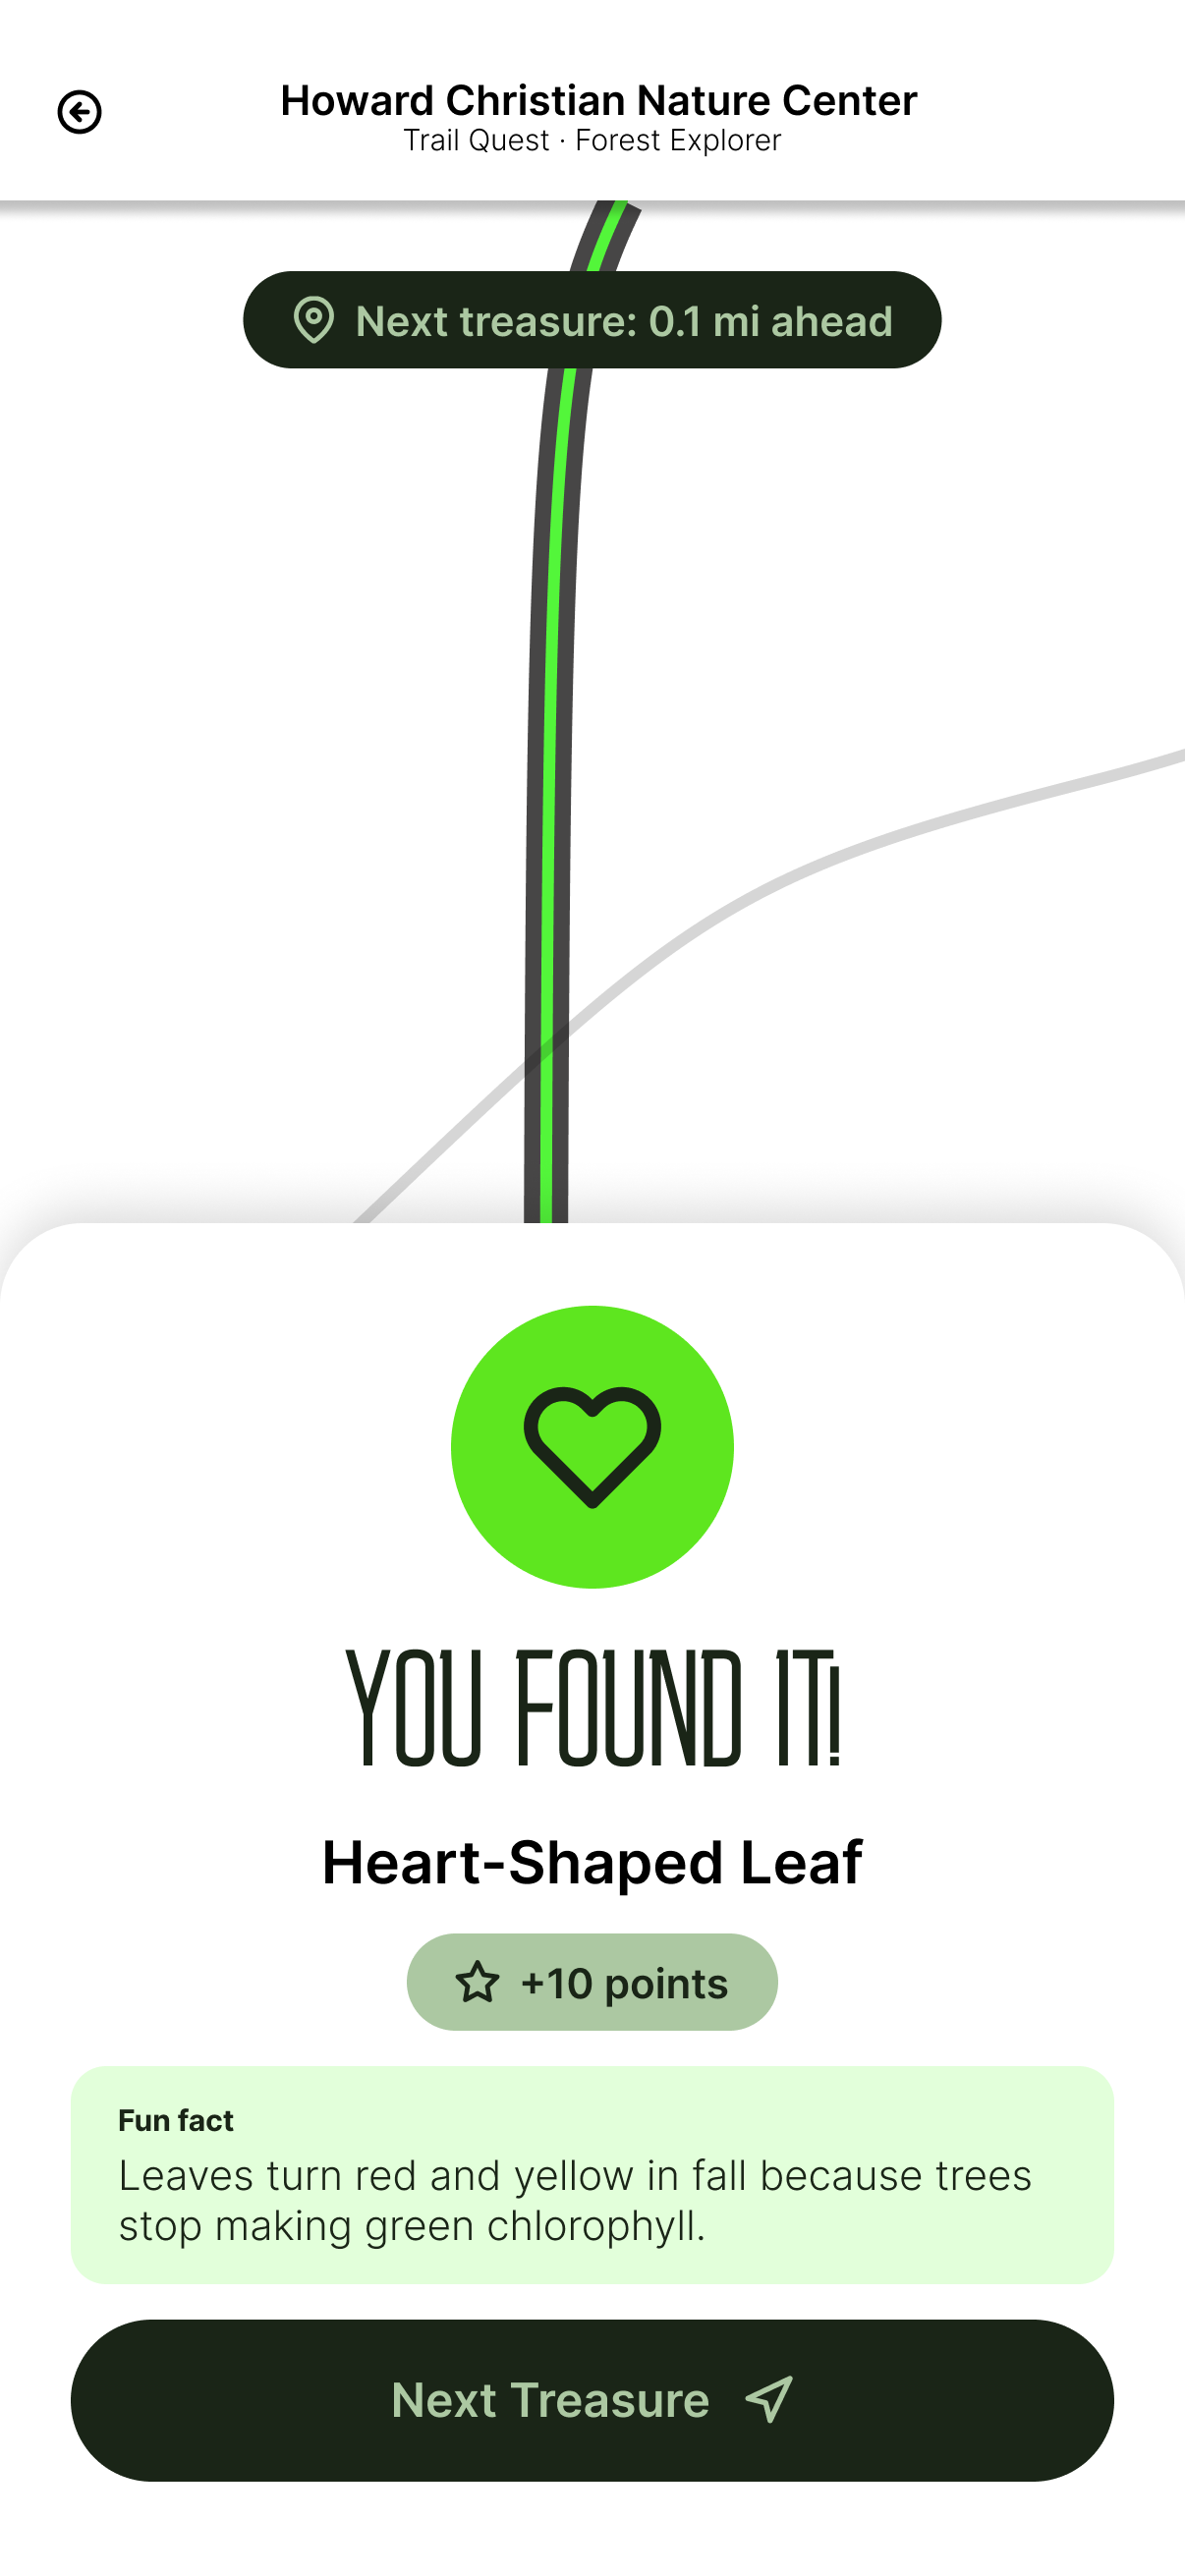 Howard Christian Nature Center
Trail Quest · Forest Explorer
Next treasure: 0.1 mi ahead
YOU FOUND IT!
Heart-Shaped Leaf
+10 points
Fun fact
Leaves turn red and yellow in fall because trees
stop making green chlorophyll.
Next Treasure